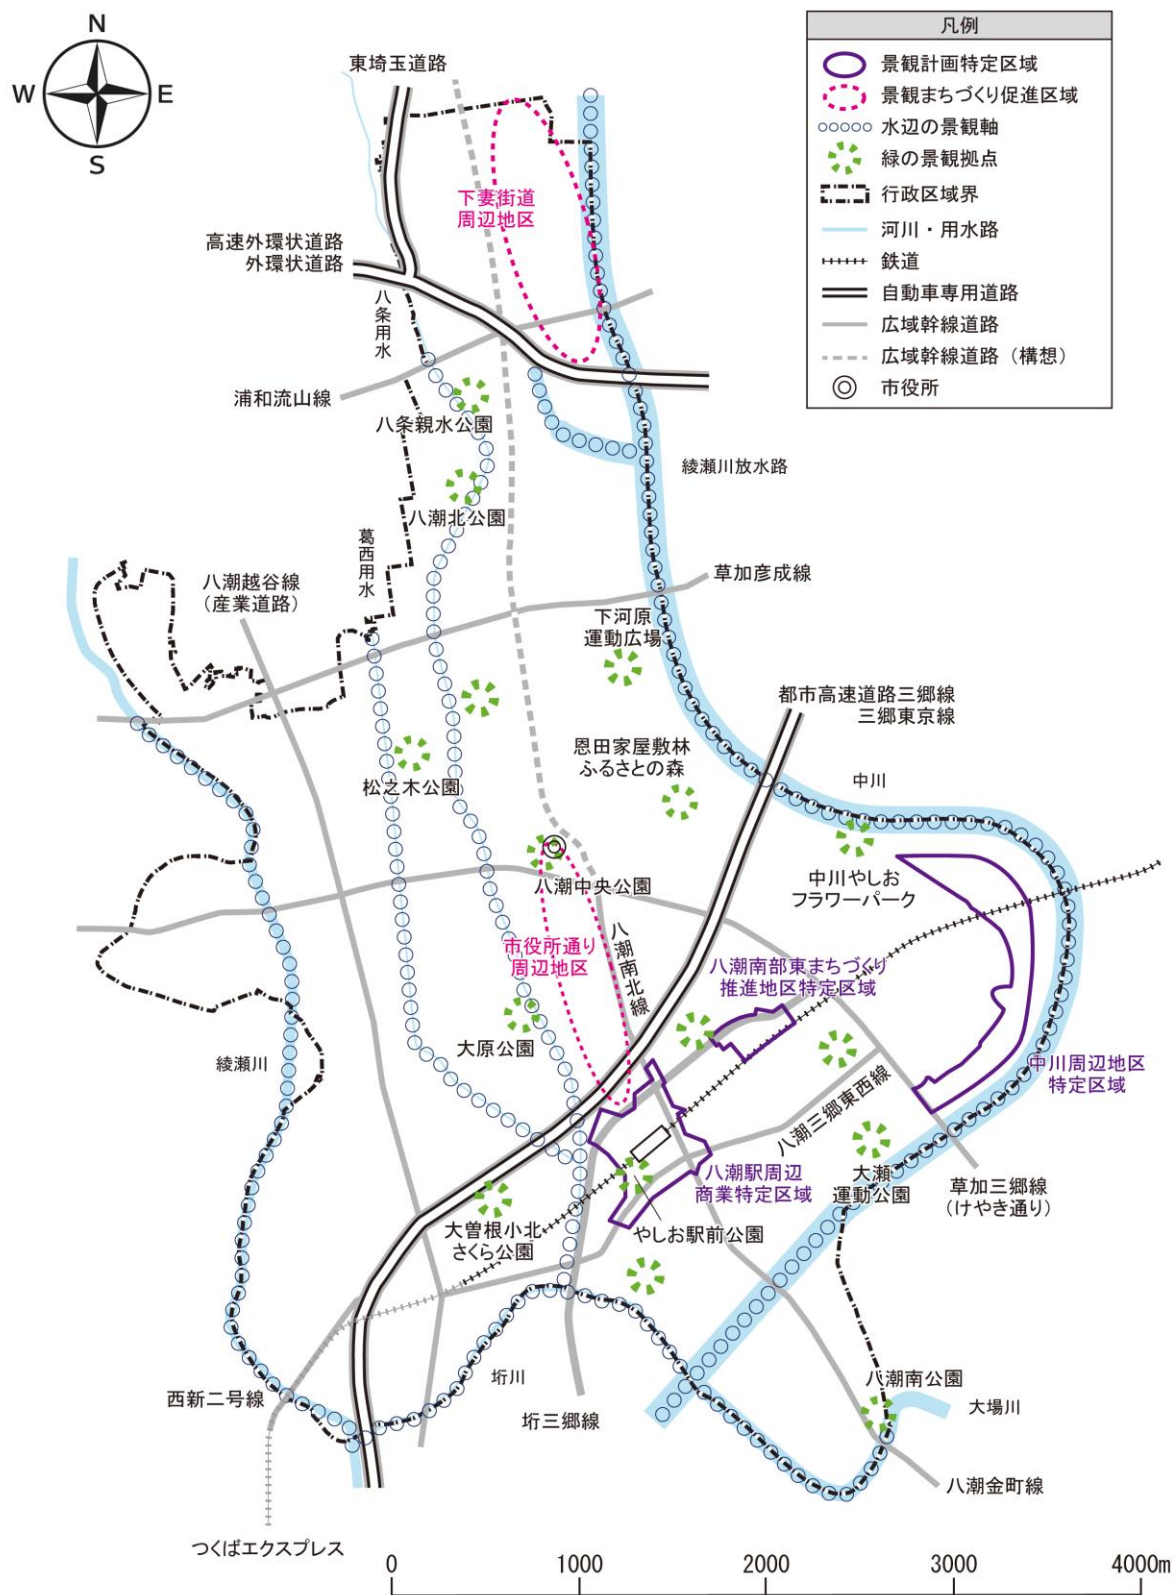 N
W
E
S
凡例
景観計画特定区域
景観まちづくり促進区域
水辺の景観軸
緑の景観拠点
行政区域界
河川・用水路
鉄道
自動車専用道路
広域幹線道路
広域幹線道路（構想）
市役所
東埼玉道路
下妻街道
周辺地区
高速外環状道路
外環状道路
八条用水
浦和流山線
八条親水公園
綾瀬川放水路
八潮北公園
葛西用水
八潮越谷線
（産業道路）
草加彦成線
下河原
運動広場
都市高速道路三郷線
三郷東京線
恩田家屋敷林
ふるさとの森
中川
松之木公園
八潮中央公園
中川やしお
フラワーパーク
市役所通り
周辺地区
八潮南北線
八潮南部東まちづくり
推進地区特定区域
大原公園
綾瀬川
中川周辺地区
特定区域
八潮三郷東西線
八潮駅周辺
商業特定区域
大瀬
運動公園
草加三郷線
（けやき通り）
大曽根小北
さくら公園
やしお駅前公園
西新二号線
垳川
垳三郷線
八潮南公園
大場川
八潮金町線
つくばエクスプレス
0
1000
2000
3000
4000m